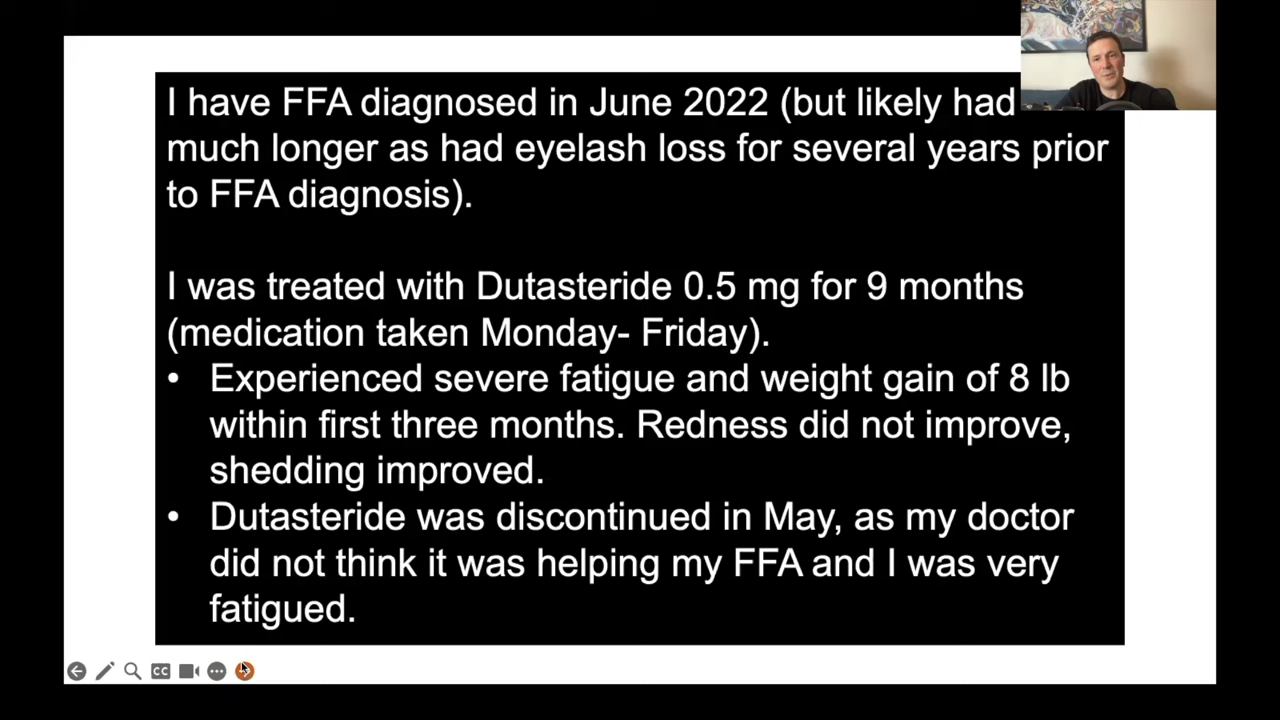 I have FFA diagnosed in June 2022 (but likely had
much longer as had eyelash loss for several years prior
to FFA diagnosis).
I was treated with Dutasteride 0.5 mg for 9 months
(medication taken Monday- Friday).
• Experienced severe fatigue and weight gain of 8 lb
within first three months. Redness did not improve,
shedding improved.
• Dutasteride was discontinued in May, as my doctor
did not think it was helping my FFA and I was very
fatigued.
CC